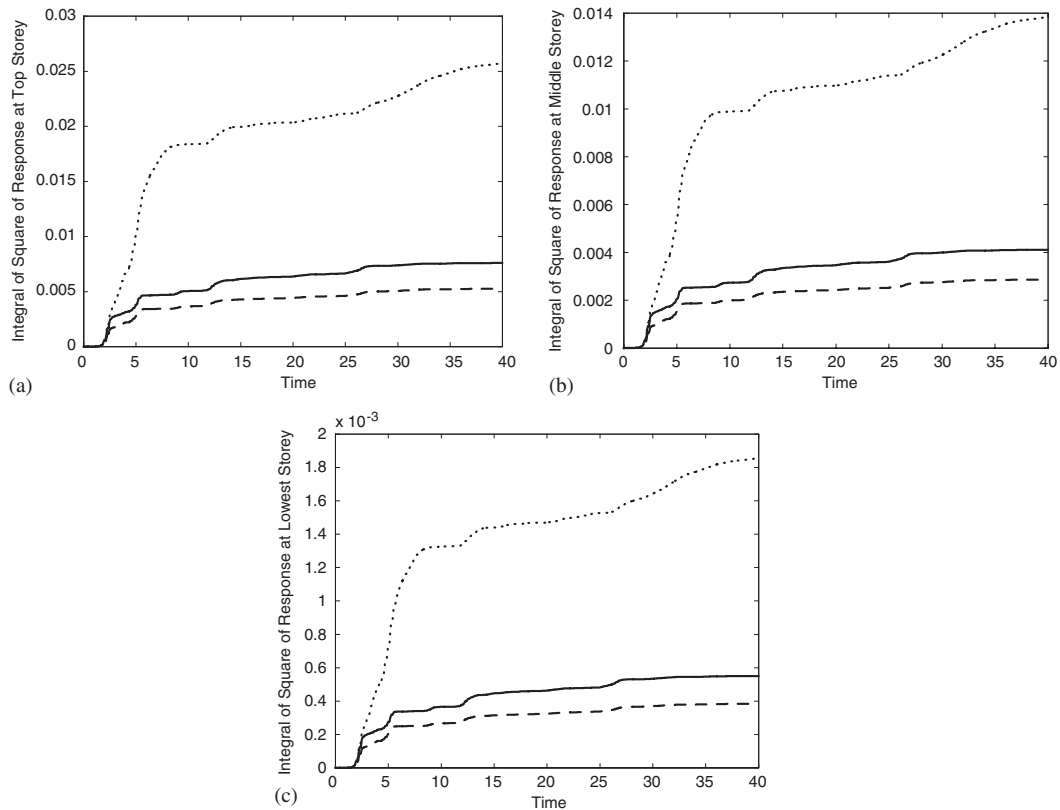 0.03
0.025
0.02
0.015
0.01
0.005
0
0 5 10 15 20 25 30 35 40
Time
Integral of Square of Response at Top Storey
(a)
0.014
0.012
0.01
0.008
0.006
0.004
0.002
0
0 5 10 15 20 25 30 35 40
Time
Integral of Square of Response at Middle Storey
(b)
x 10-3
2
1.8
1.6
1.4
1.2
1
0.8
0.6
0.4
0.2
0
0 5 10 15 20 25 30 35 40
Time
Integral of Square of Response at Lowest Storey
(c)